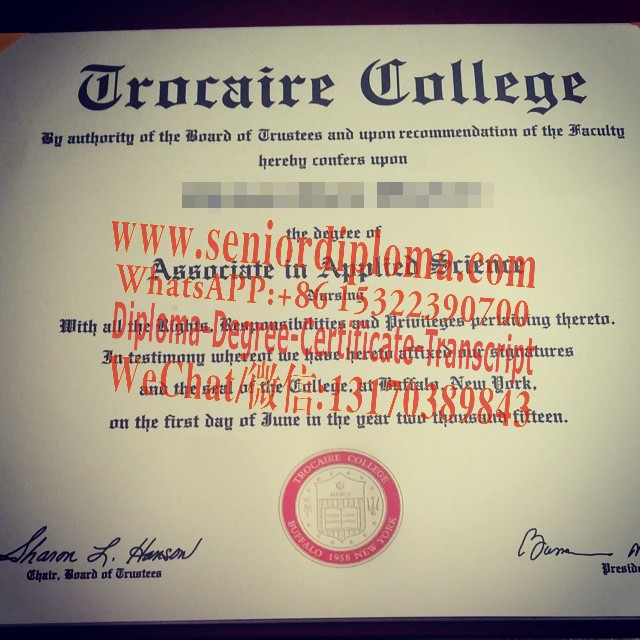 Trocaire College
By authority of the Board of Trustees and upon recommendation of the Faculty
hereby confers upon
the degree of
www.seniordiploma.com
Associate in Applied Science
WhatsAPP:+86 15322390700
Nursing
With all the Rights, Responsibilities and Privileges pertaining thereto.
Diploma-Degree-Certificate-Transcript
In testimony whereof we have hereto affixed our signatures
WeChat/微信:13170389843
and the seal of the College, at Buffalo, New York,
on the first day of June in the year two thousand fifteen.
TROCAIRE COLLEGE
MERCY
BUFFALO 1958 NEW YORK
Sharon L. Hanson
Chair, Board of Trustees